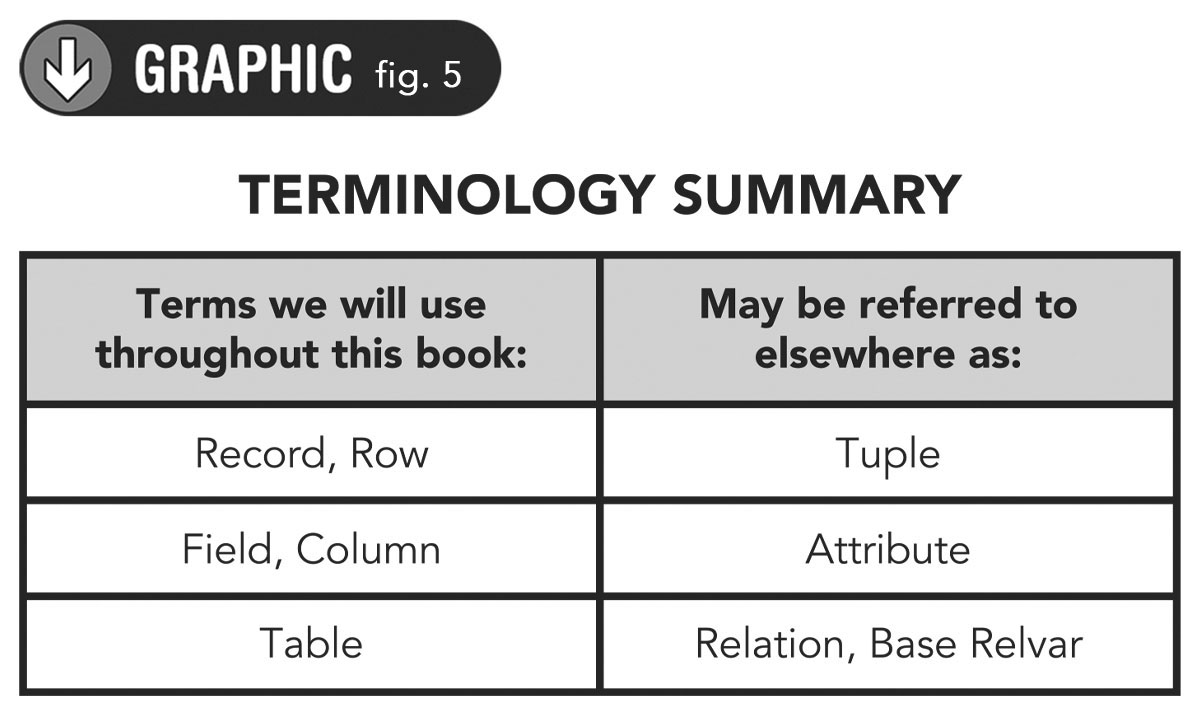 GRAPHIC fig. 5
TERMINOLOGY SUMMARY
Terms we will use
throughout this book:
May be referred to
elsewhere as:
Record, Row
Tuple
Field, Column
Attribute
Table
Relation, Base Relvar